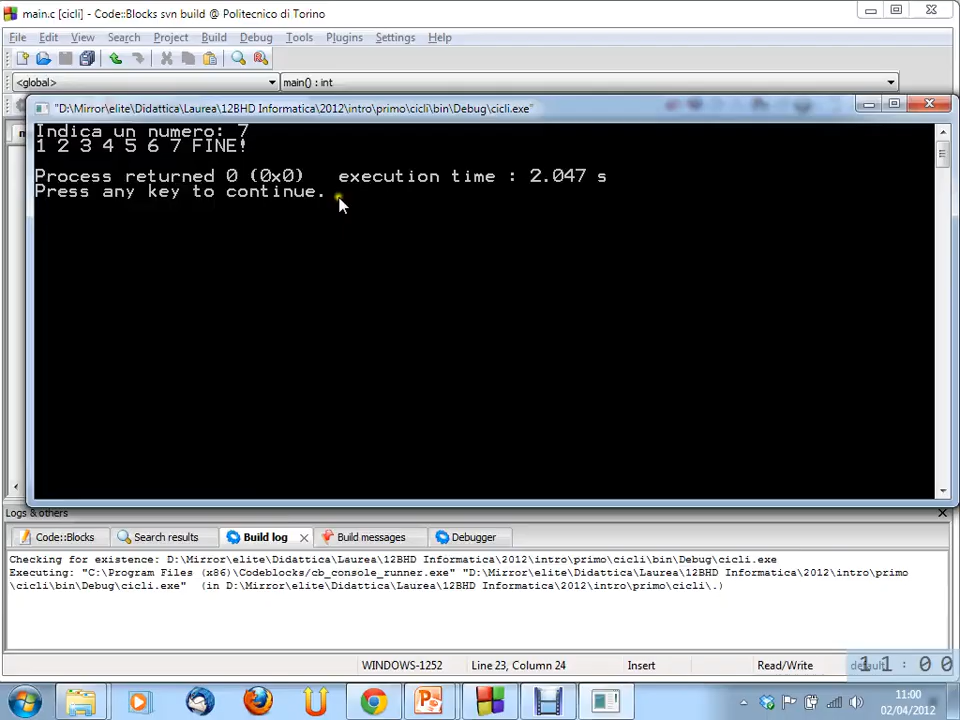 main.c [cicli] - Code::Blocks svn build @ Politecnico di Torino
File Edit View Search Project Build Debug Tools Plugins Settings Help
<global> main() : int
"D:\Mirror\elite\Didattica\Laurea\12BHD Informatica\2012\intro\primo\cicli\bin\Debug\cicli.exe"
Indica un numero: 7
1 2 3 4 5 6 7 FINE!
Process returned 0 (0x0) execution time : 2.047 s
Press any key to continue.
Logs & others
Code::Blocks Search results Build log Build messages Debugger
Checking for existence: D:\Mirror\elite\Didattica\Laurea\12BHD Informatica\2012\intro\primo\cicli\bin\Debug\cicli.exe
Executing: "C:\Program Files (x86)\Codeblocks/cb_console_runner.exe" "D:\Mirror\elite\Didattica\Laurea\12BHD Informatica\2012\intro\primo
\cicli\bin\Debug\cicli.exe" (in D:\Mirror\elite\Didattica\Laurea\12BHD Informatica\2012\intro\primo\cicli\.)
WINDOWS-1252 Line 23, Column 24 Insert Read/Write default
11:00
11:00
02/04/2012